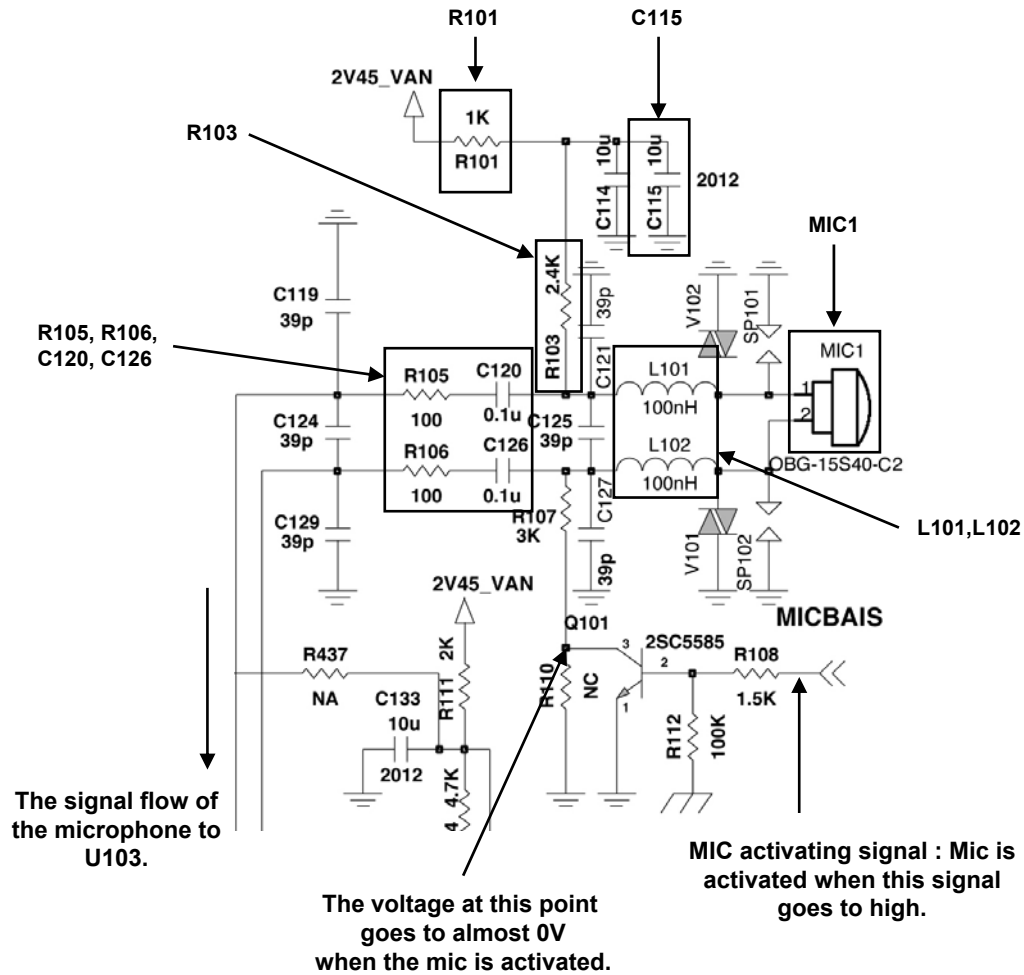 R101
C115
2V45_VAN
1K
R101
R103
10u
C114
10u
C115
2012
MIC1
2.4K
R103
39p
C121
V102
SP101
C119
39p
R105, R106,
C120, C126
R105
100
C120
0.1u
L101
100nH
MIC1
1
2
C124
39p
R106
100
C126
0.1u
C125
39p
L102
100nH
OBG-15S40-C2
C129
39p
R107
3K
C127
39p
V101
SP102
L101,L102
2V45_VAN
MICBAIS
Q101
3
2SC5585
2
1
R108
1.5K
R437
NA
2K
R111
R110
NC
R112
100K
C133
10u
2012
4.7K
4
The signal flow of
the microphone to
U103.
MIC activating signal : Mic is
activated when this signal
goes to high.
The voltage at this point
goes to almost 0V
when the mic is activated.